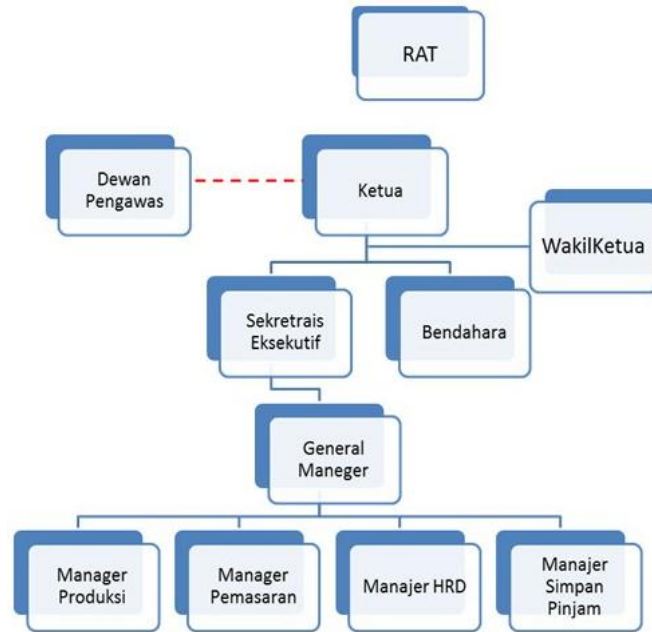 RAT
Dewan
Pengawas
Ketua
WakilKetua
Sekretrais
Eksekutif
Bendahara
General
Maneger
Manager
Produksi
Manager
Pemasaran
Manajer HRD
Manajer
Simpan
Pinjam